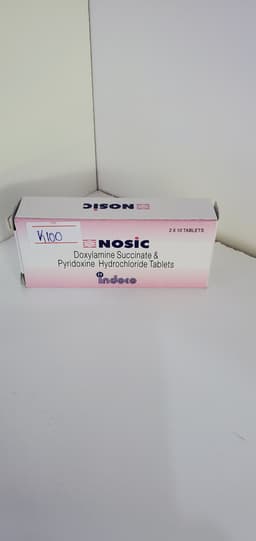 NOSIC
2 X 10 TABLETS
K100
NOSIC
Doxylamine Succinate &
Pyridoxine Hydrochloride Tablets
indoco